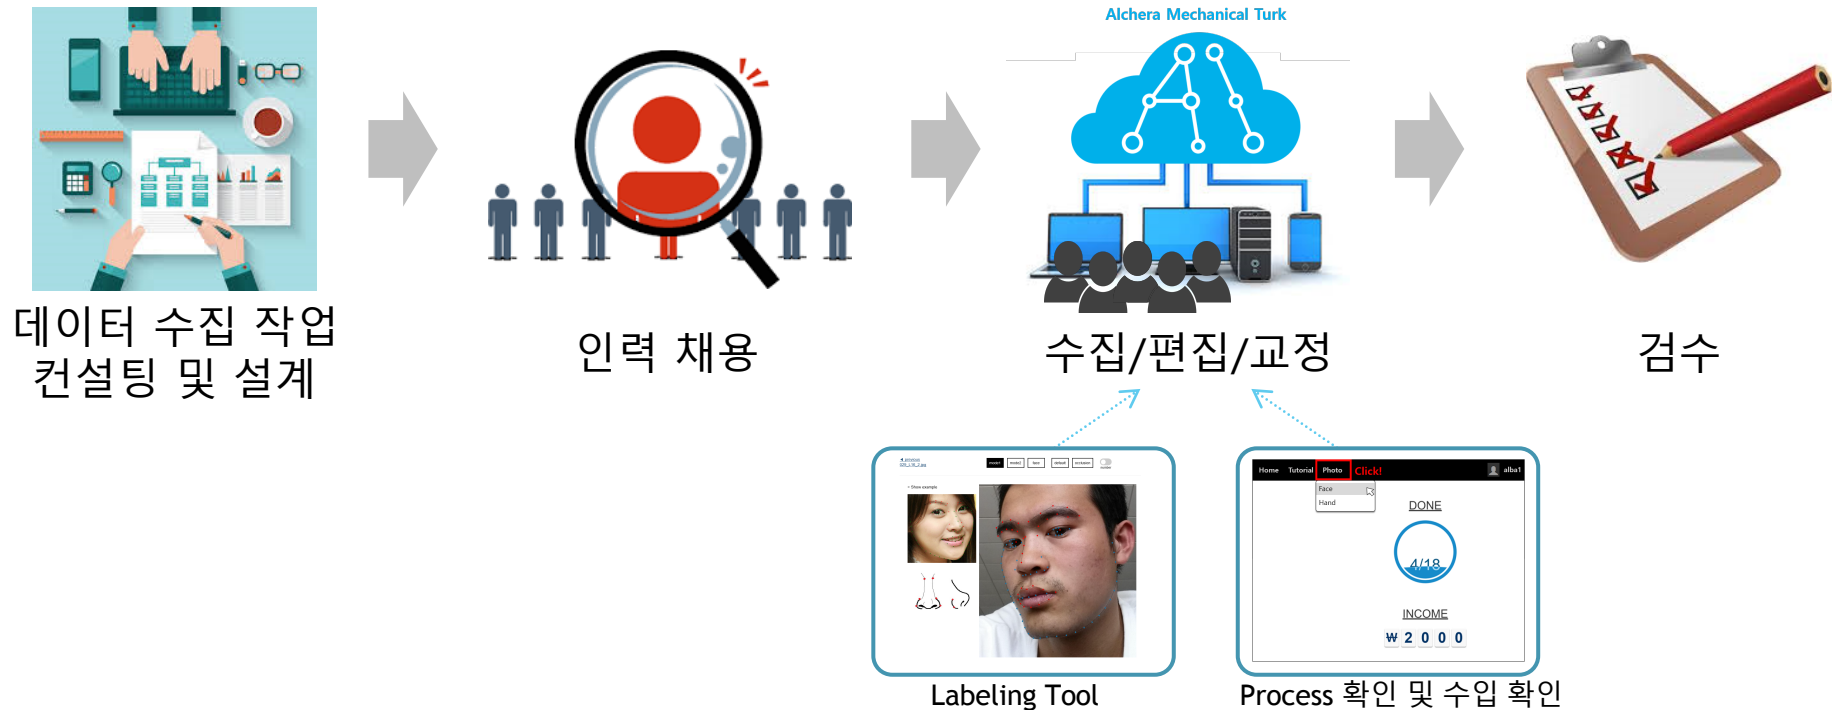 Alchera Mechanical Turk
데이터 수집 작업
컨설팅 및 설계
인력 채용
수집/편집/교정
검수
Home Tutorial Photo Click! alba1
Face
Hand
DONE
4/18
INCOME
₩ 2 0 0 0
Labeling Tool
Process 확인 및 수입 확인